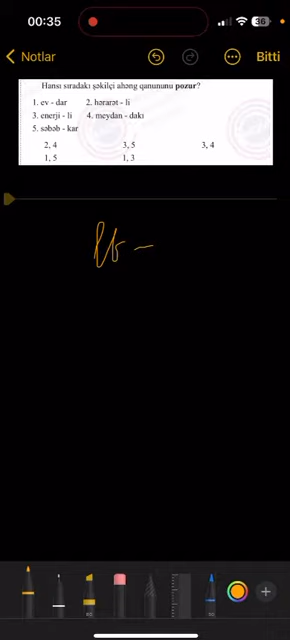 00:35
36
Notlar
Bitti
Hansı sıradakı şəkilçi ahəng qanununu pozur?
1. ev - dar 2. hərarət - li
3. enerji - li 4. meydan - dakı
5. səbəb - kar
2, 4 3, 5 3, 4
1, 5 1, 3